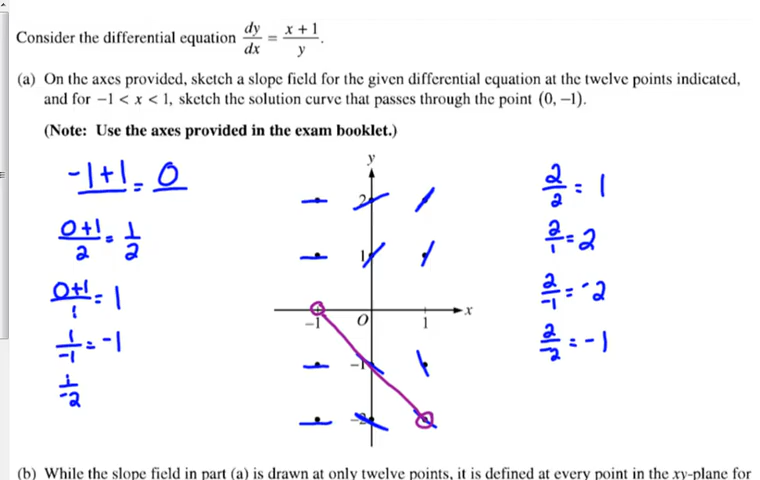 Consider the differential equation dy/dx = (x + 1)/y.
(a) On the axes provided, sketch a slope field for the given differential equation at the twelve points indicated,
and for −1 < x < 1, sketch the solution curve that passes through the point (0, −1).
(Note: Use the axes provided in the exam booklet.)
-1+1 = 0
0+1/2 = 1/2
0+1/1 = 1
1/-1 = -1
1/-2
y
2
1
-1
O
1
x
-1
-2
2/2 = 1
2/1 = 2
2/-1 = -2
2/-2 = -1
(b) While the slope field in part (a) is drawn at only twelve points, it is defined at every point in the xy-plane for